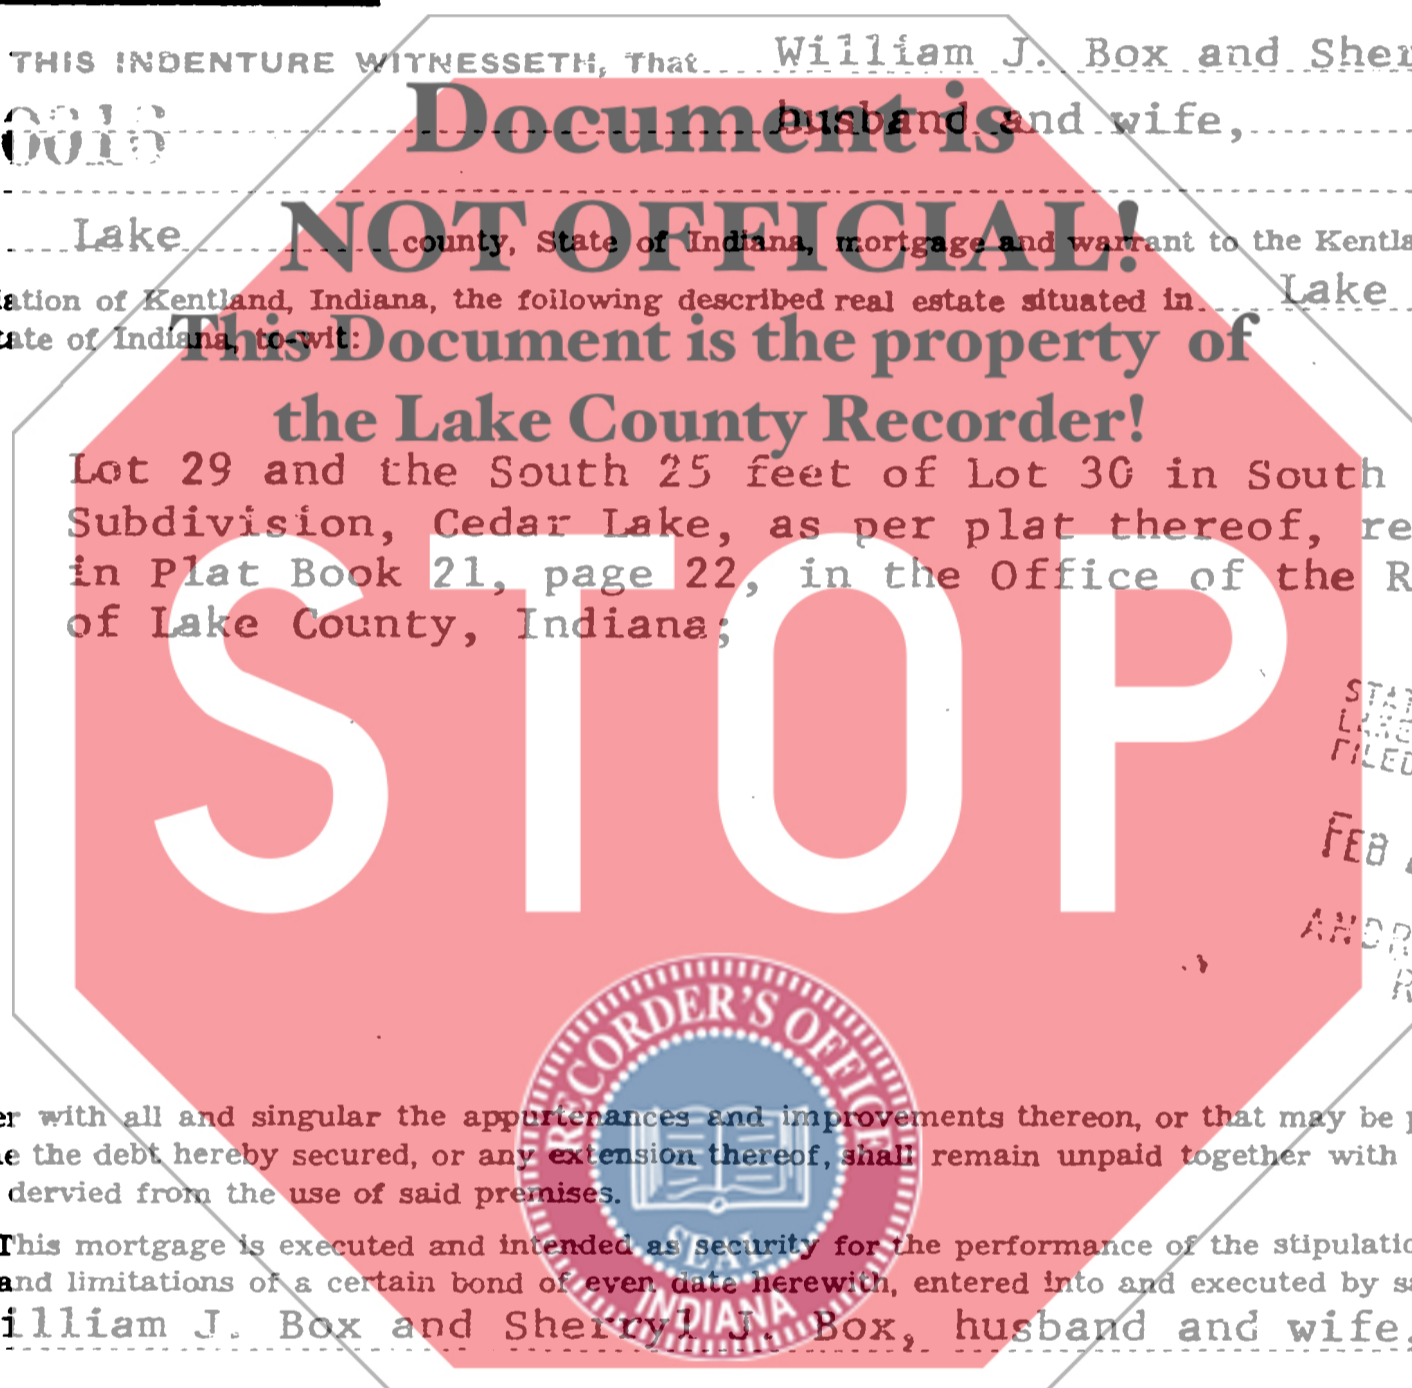 THIS INDENTURE WITNESSETH, That William J. Box and Sher
Document is
husband and wife,
NOT OFFICIAL!
Lake county, State of Indiana, mortgage and warrant to the Kentla
ation of Kentland, Indiana, the following described real estate situated in Lake
ate of Indiana, to-wit:
This Document is the property of
the Lake County Recorder!
Lot 29 and the South 25 feet of Lot 30 in South
Subdivision, Cedar Lake, as per plat thereof, re
in Plat Book 21, page 22, in the Office of the R
of Lake County, Indiana;
STOP
FILED
FEB
ANDR
R
RECORDER'S OFFICE
SEAL
INDIANA
er with all and singular the appurtenances and improvements thereon, or that may be p
e the debt hereby secured, or any extension thereof, shall remain unpaid together with
dervied from the use of said premises.
This mortgage is executed and intended as security for the performance of the stipulatio
and limitations of a certain bond of even date herewith, entered into and executed by sa
illiam J. Box and Sherryl J. Box, husband and wife,